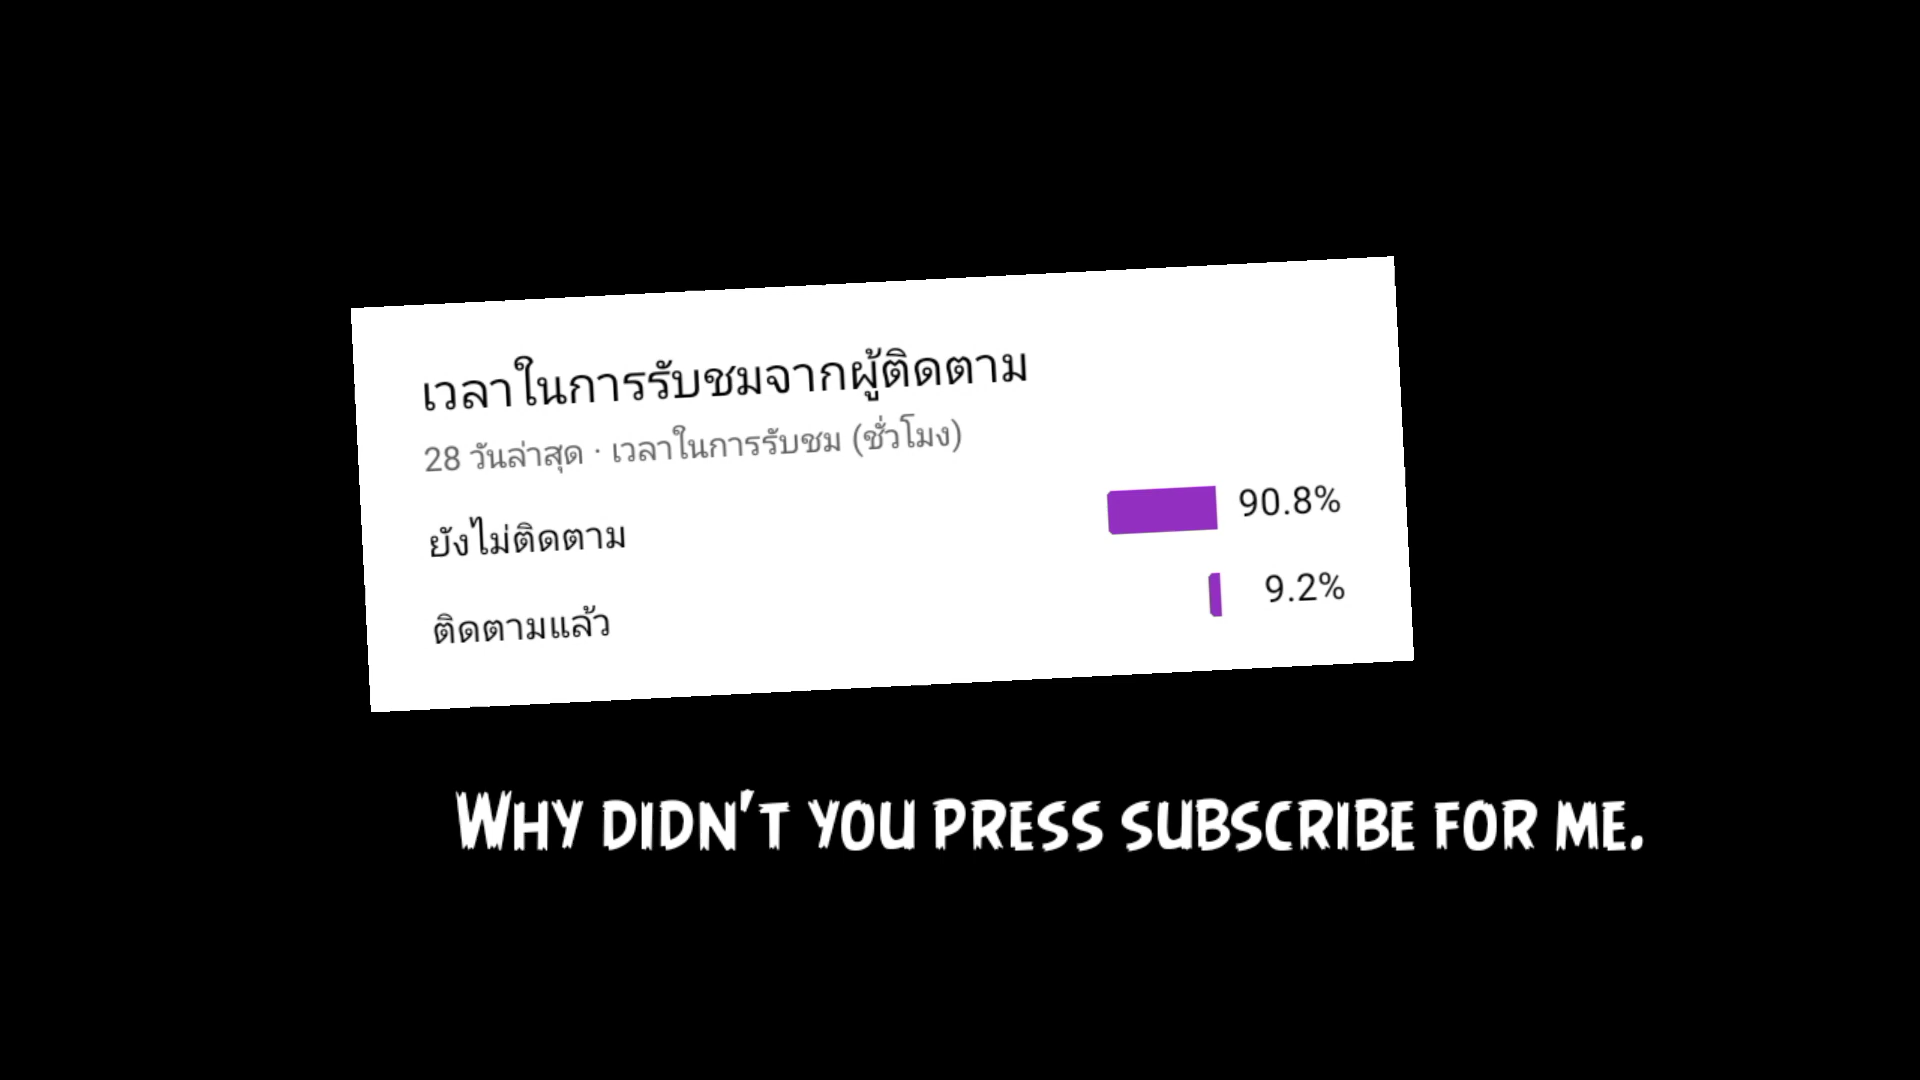 เวลาในการรับชมจากผู้ติดตาม
28 วันล่าสุด · เวลาในการรับชม (ชั่วโมง)
ยังไม่ติดตาม 90.8%
ติดตามแล้ว 9.2%
WHY DIDN'T YOU PRESS SUBSCRIBE FOR ME.